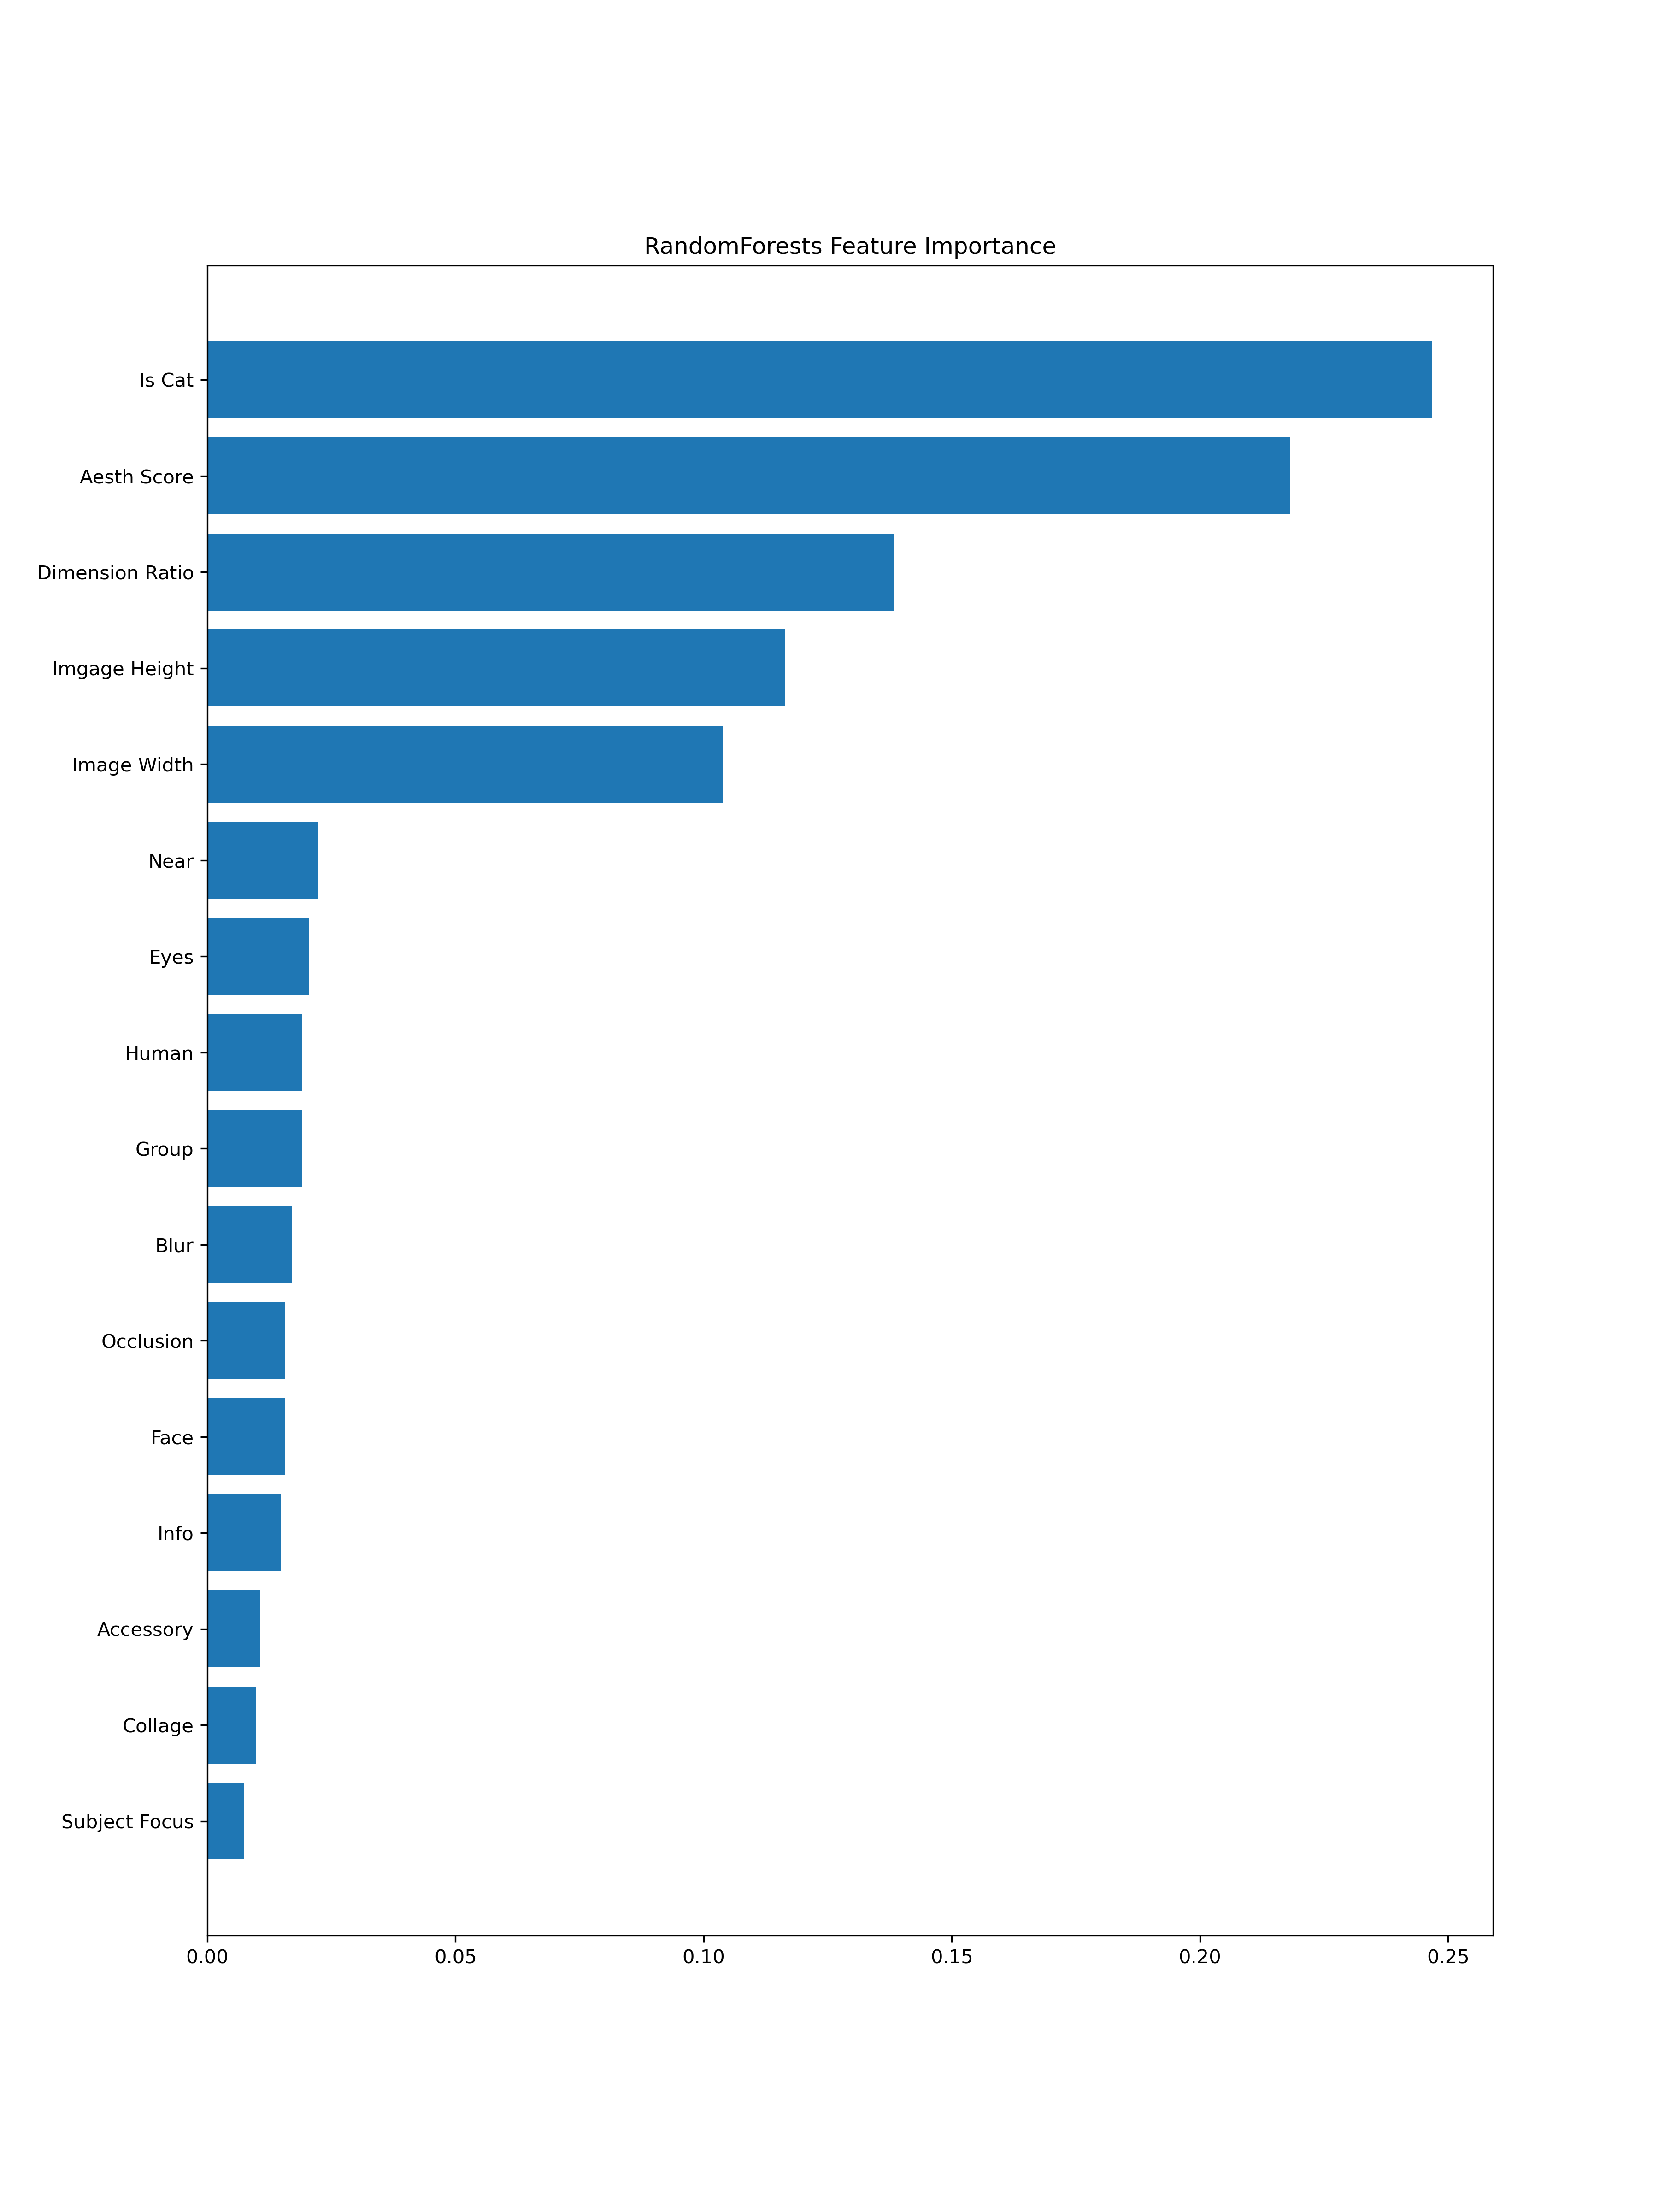 RandomForests Feature Importance
Is Cat
Aesth Score
Dimension Ratio
Imgage Height
Image Width
Near
Eyes
Human
Group
Blur
Occlusion
Face
Info
Accessory
Collage
Subject Focus
0.00 0.05 0.10 0.15 0.20 0.25